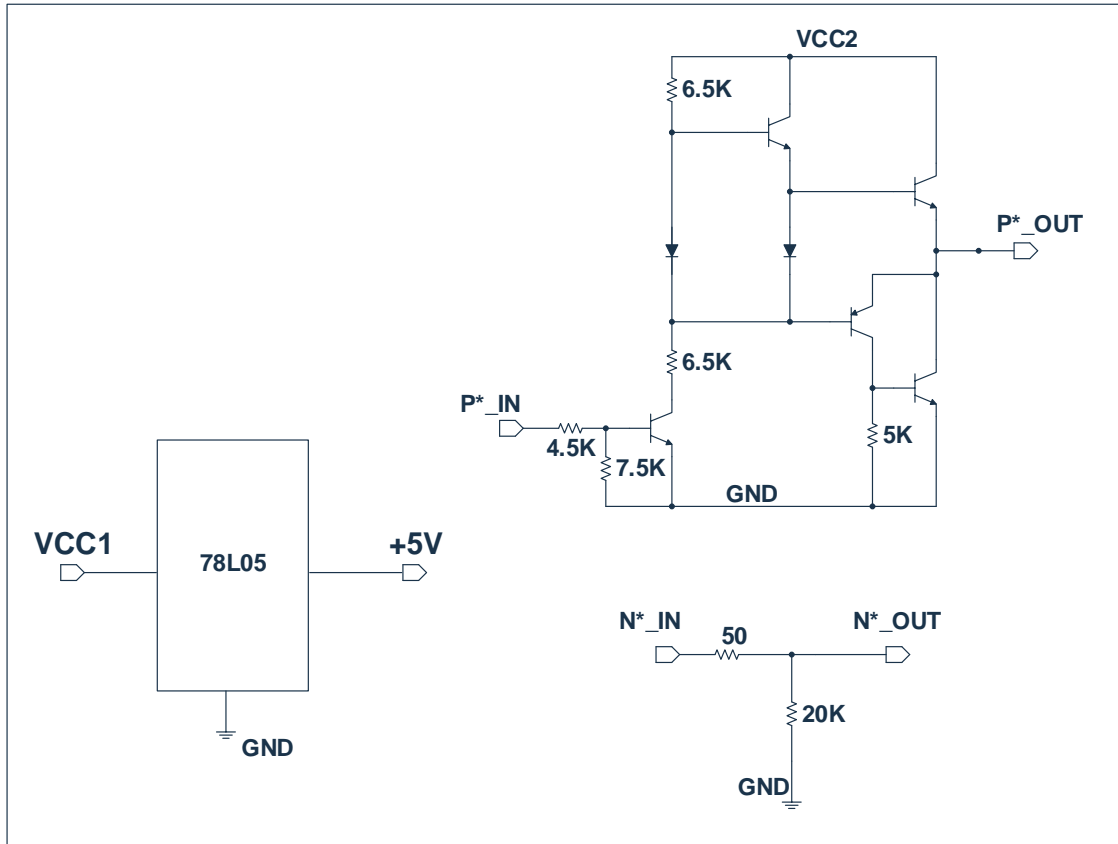 VCC2
6.5K
P*_OUT
6.5K
P*_IN
4.5K
7.5K
5K
GND
VCC1
78L05
+5V
GND
N*_IN
50
N*_OUT
20K
GND